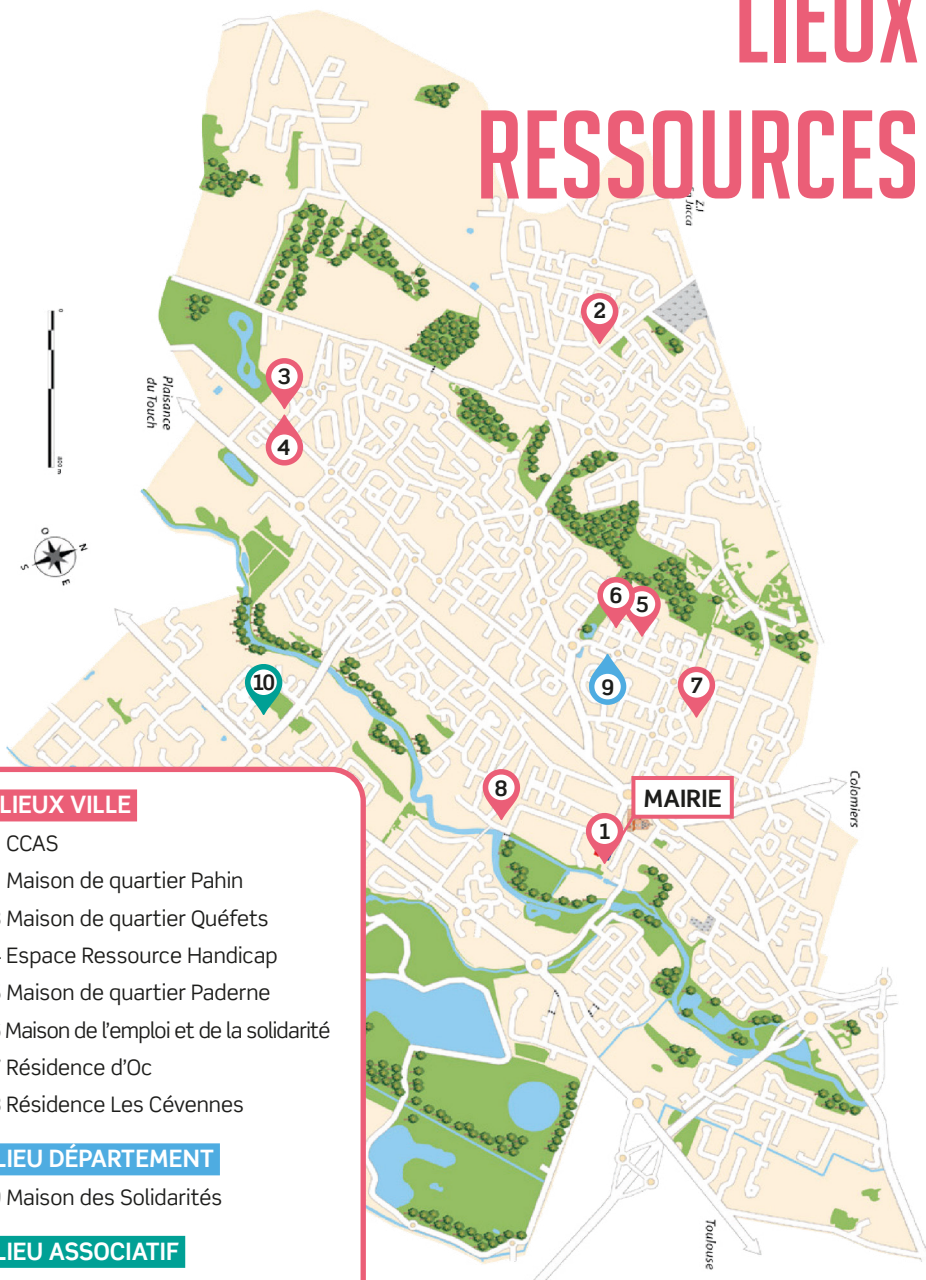 LIEUX
RESSOURCES
Z.I
En Jacca
2
3
4
Plaisance
du Touch
0
800 m
O
N
S
E
6
5
9
7
10
8
1
MAIRIE
Colomiers
Toulouse
LIEUX VILLE
CCAS
Maison de quartier Pahin
Maison de quartier Quéfets
Espace Ressource Handicap
Maison de quartier Paderne
Maison de l'emploi et de la solidarité
Résidence d'Oc
Résidence Les Cévennes
LIEU DÉPARTEMENT
Maison des Solidarités
LIEU ASSOCIATIF